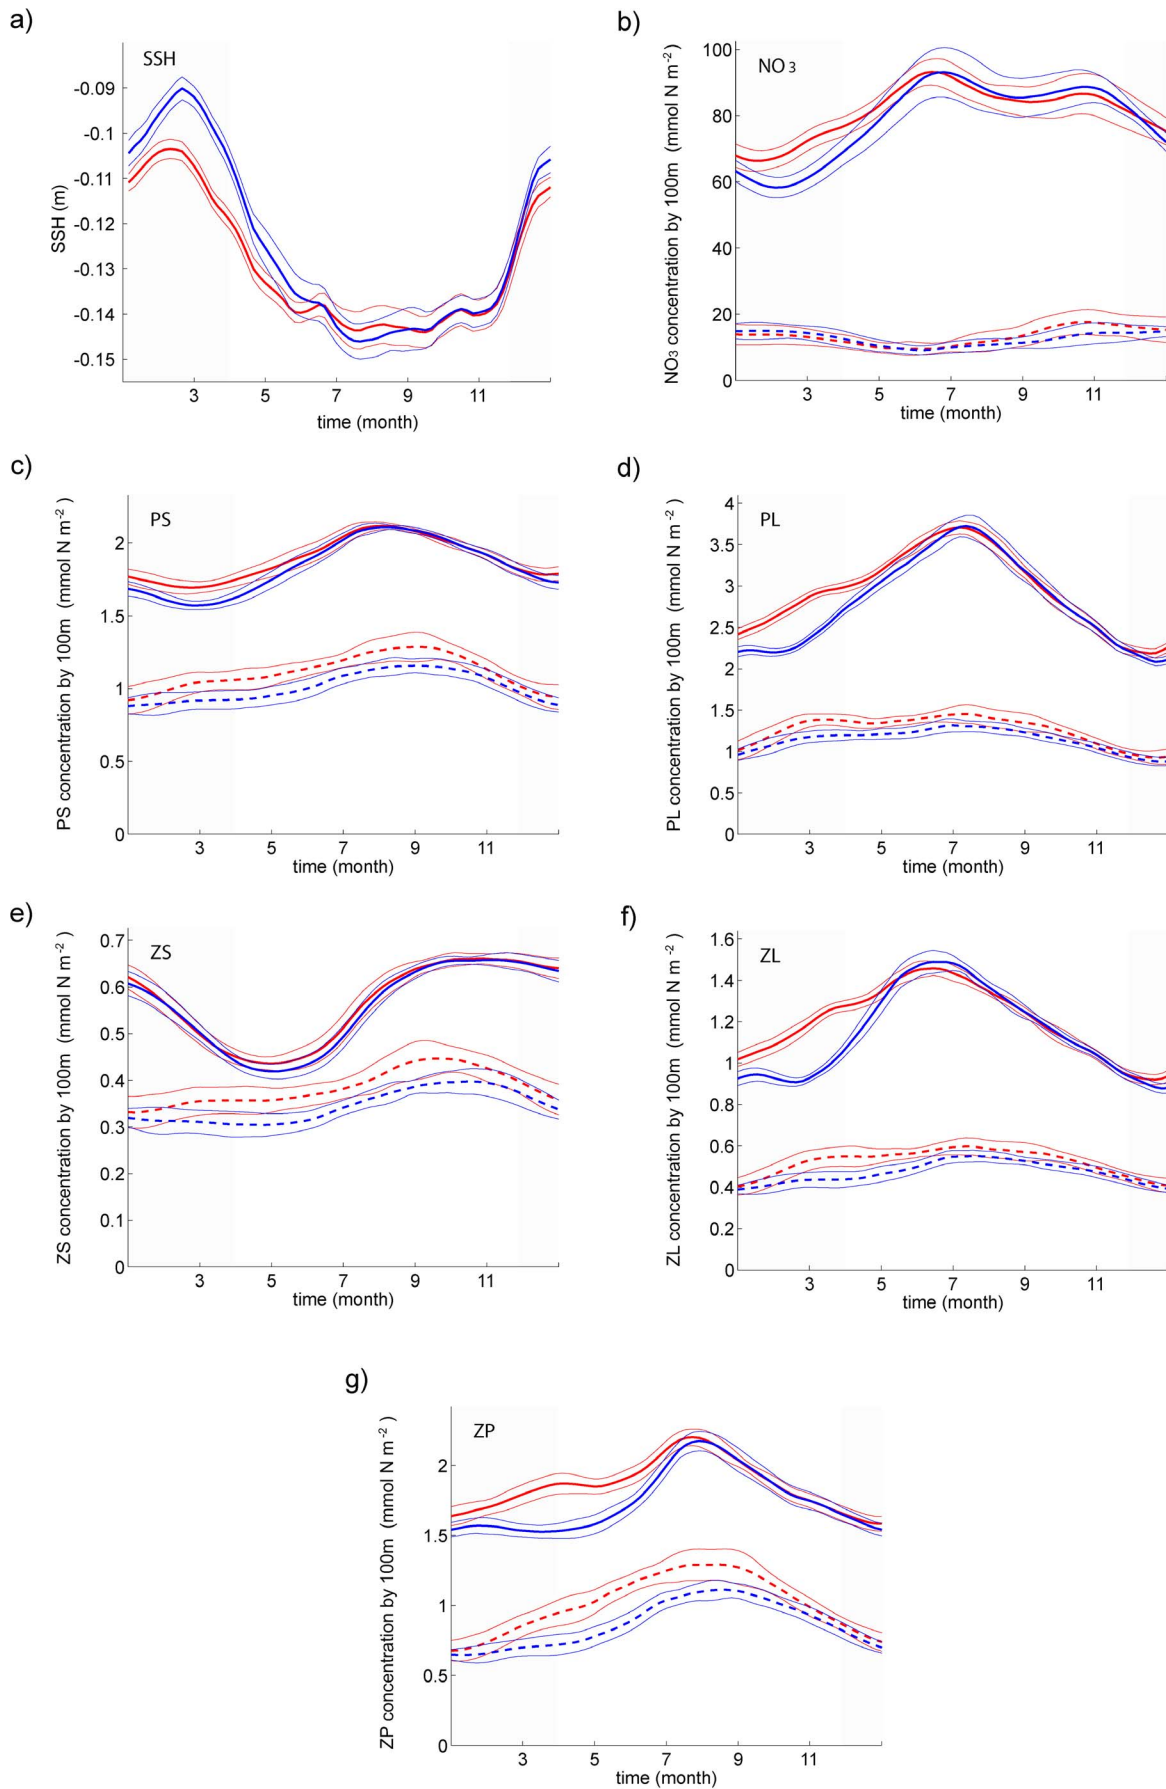 a)
SSH
SSH (m)
-0.09
-0.1
-0.11
-0.12
-0.13
-0.14
-0.15
3 5 7 9 11
time (month)
b)
NO3
NO3 concentration by 100m (mmol N m-2)
100
80
60
40
20
0
3 5 7 9 11
time (month)
c)
PS
PS concentration by 100m (mmol N m-2 )
2
1.5
1
0.5
0
3 5 7 9 11
time (month)
d)
PL
PL concentration by 100m (mmol N m-2 )
4
3.5
3
2.5
2
1.5
1
0.5
0
3 5 7 9 11
time (month)
e)
ZS
ZS concentration by 100m (mmol N m-2 )
0.7
0.6
0.5
0.4
0.3
0.2
0.1
0
3 5 7 9 11
time (month)
f)
ZL
ZL concentration by 100m (mmol N m-2 )
1.6
1.4
1.2
1
0.8
0.6
0.4
0.2
0
3 5 7 9 11
time (month)
g)
ZP
ZP concentration by 100m (mmol N m-2 )
2
1.5
1
0.5
0
3 5 7 9 11
time (month)